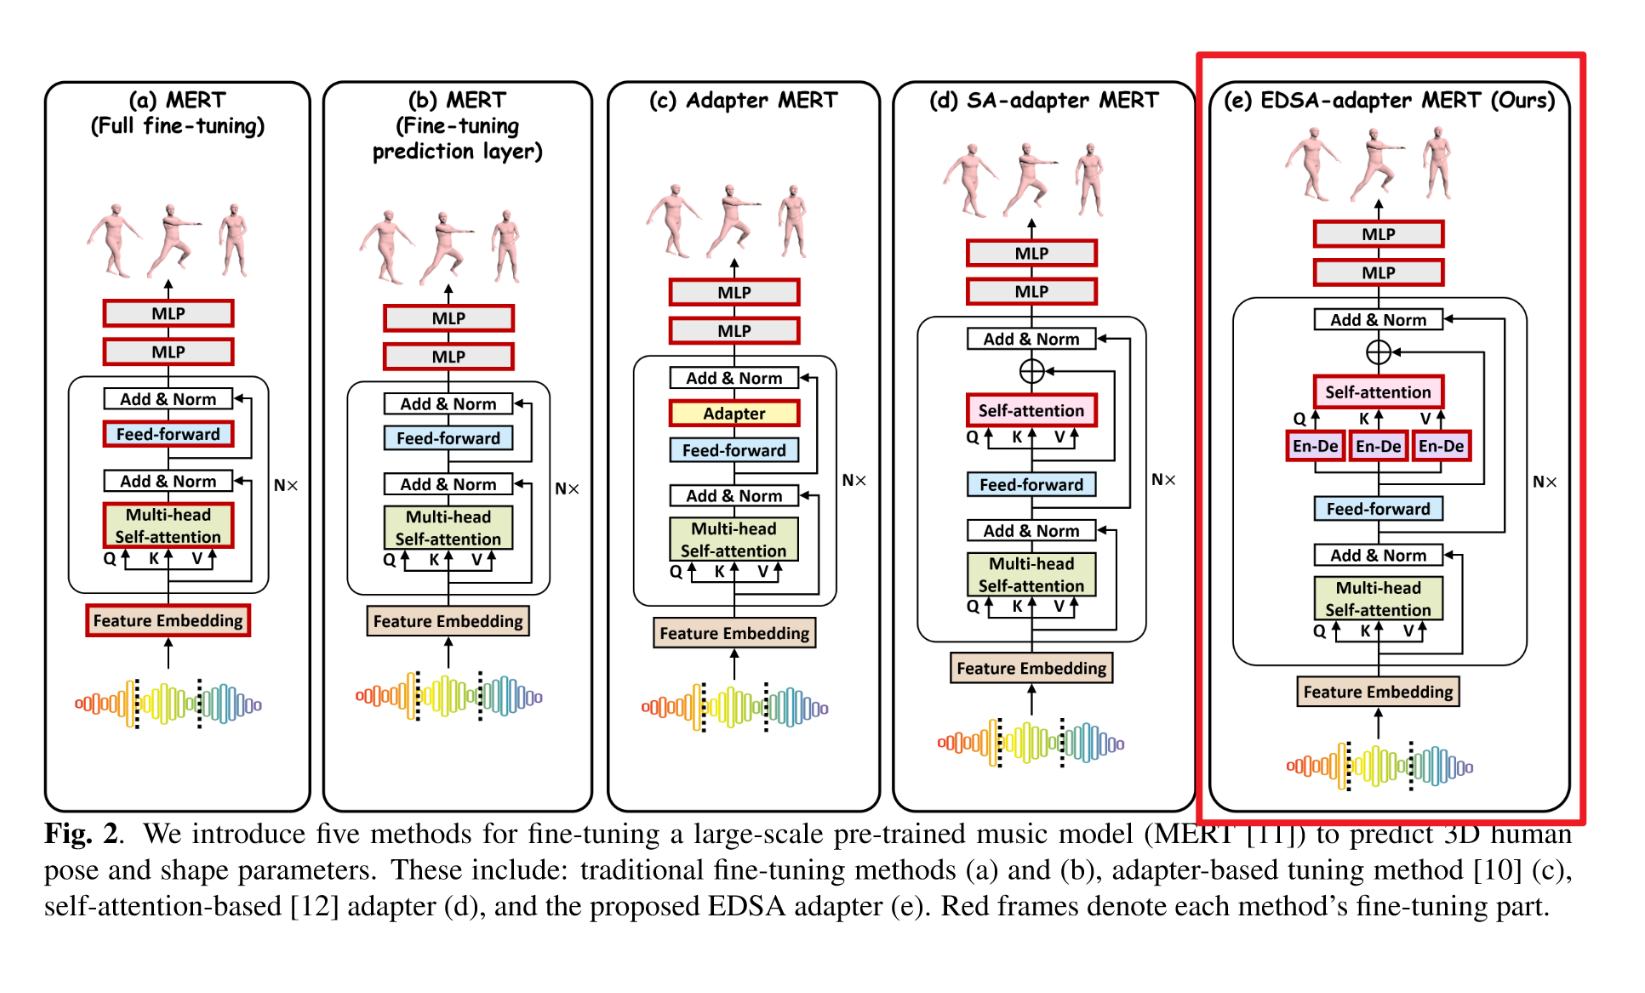 (a) MERT
(Full fine-tuning)
MLP
MLP
Add & Norm
Feed-forward
Add & Norm
Multi-head
Self-attention
Q K V
N×
Feature Embedding
(b) MERT
(Fine-tuning
prediction layer)
MLP
MLP
Add & Norm
Feed-forward
Add & Norm
Multi-head
Self-attention
Q K V
N×
Feature Embedding
(c) Adapter MERT
MLP
MLP
Add & Norm
Adapter
Feed-forward
Add & Norm
Multi-head
Self-attention
Q K V
N×
Feature Embedding
(d) SA-adapter MERT
MLP
MLP
Add & Norm
Self-attention
Q K V
Feed-forward
Add & Norm
Multi-head
Self-attention
Q K V
N×
Feature Embedding
(e) EDSA-adapter MERT (Ours)
MLP
MLP
Add & Norm
Self-attention
Q K V
En-De En-De En-De
Feed-forward
Add & Norm
Multi-head
Self-attention
Q K V
N×
Feature Embedding
Fig. 2. We introduce five methods for fine-tuning a large-scale pre-trained music model (MERT [11]) to predict 3D human
pose and shape parameters. These include: traditional fine-tuning methods (a) and (b), adapter-based tuning method [10] (c),
self-attention-based [12] adapter (d), and the proposed EDSA adapter (e). Red frames denote each method's fine-tuning part.